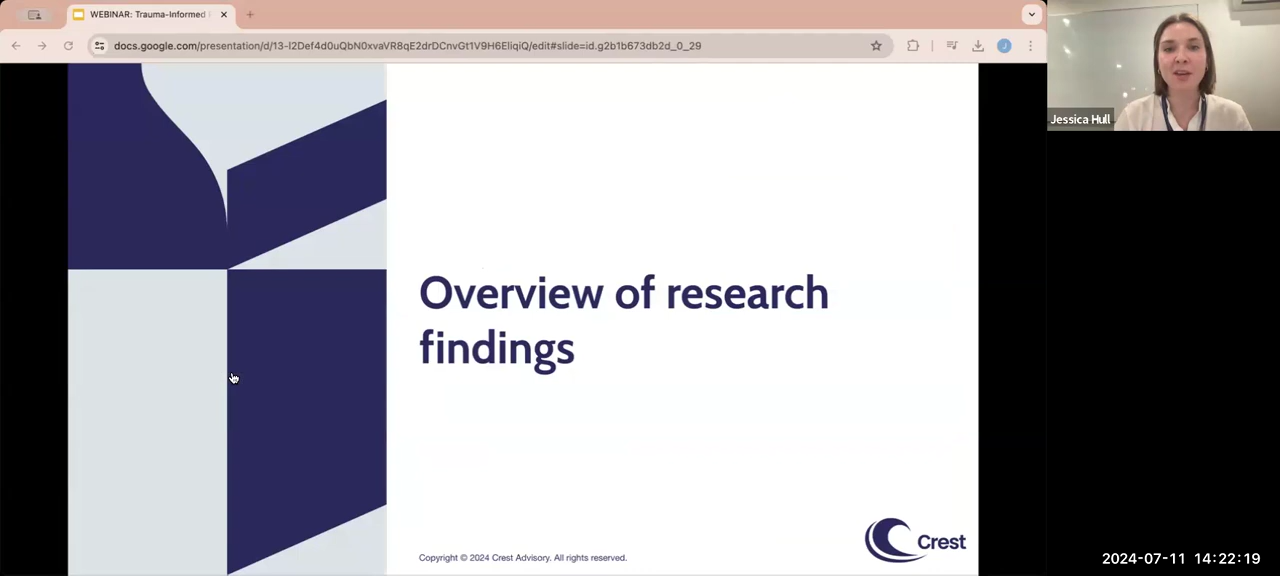 WEBINAR: Trauma-Informed
docs.google.com/presentation/d/13-I2Def4d0uQbN0xvaVR8qE2drDCnvGt1V9H6EIiqiQ/edit#slide=id.g2b1b673db2d_0_29
J
Jessica Hull
Overview of research
findings
Crest
Copyright © 2024 Crest Advisory. All rights reserved.
2024-07-11 14:22:19